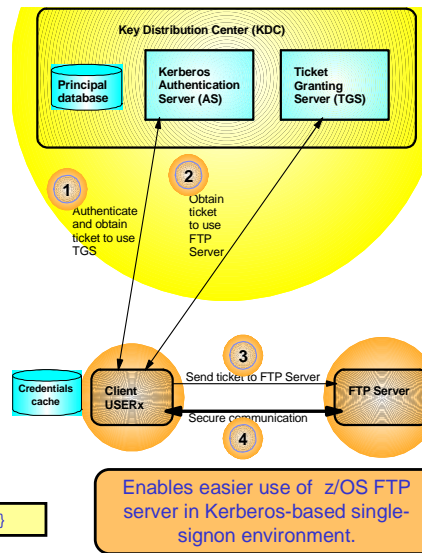 Key Distribution Center (KDC)
Principal
database
Kerberos
Authentication
Server (AS)
Ticket
Granting
Server (TGS)
1
Authenticate
and obtain
ticket to use
TGS
2
Obtain
ticket
to use
FTP
Server
3
Send ticket to FTP Server
Credentials
cache
Client
USERx
FTP Server
Secure communication
4
}
Enables easier use of z/OS FTP
server in Kerberos-based single-
signon environment.